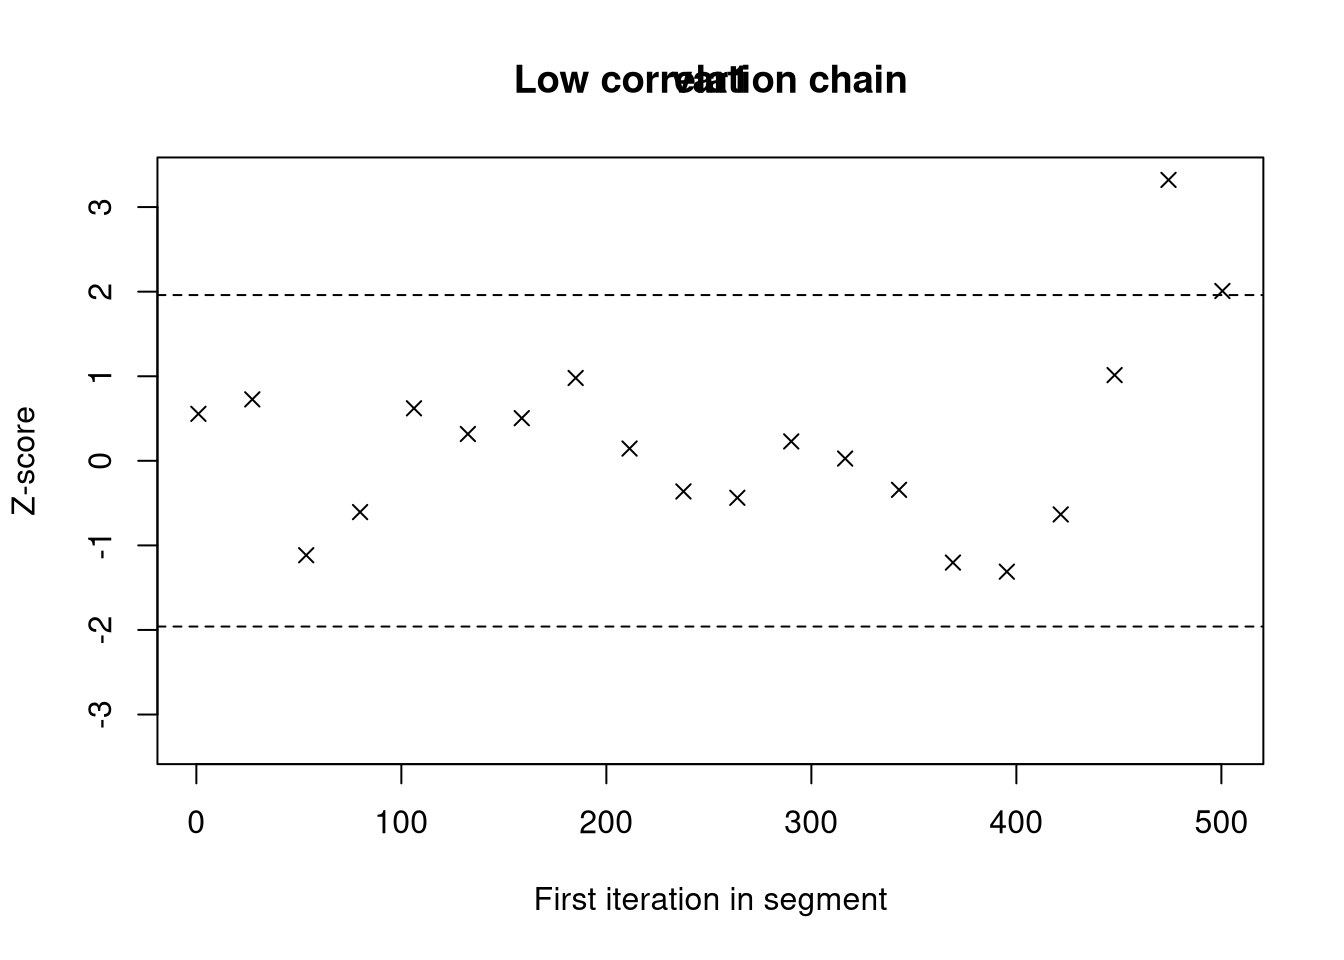 Low correlation chain
var1
Z-score
3
2
1
0
-1
-2
-3
0 100 200 300 400 500
First iteration in segment